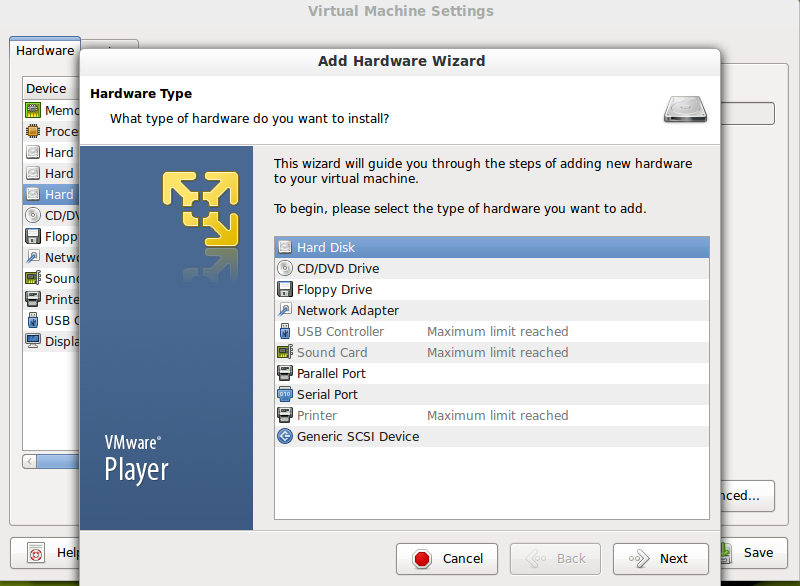 Virtual Machine Settings
Hardware
Add Hardware Wizard
Hardware Type
What type of hardware do you want to install?
Device
Memo
Proce
Hard
Hard
Hard
CD/DV
Flopp
Netwo
Soun
Printe
USB C
Displa
This wizard will guide you through the steps of adding new hardware
to your virtual machine.
To begin, please select the type of hardware you want to add.
Hard Disk
CD/DVD Drive
Floppy Drive
Network Adapter
USB Controller Maximum limit reached
Sound Card Maximum limit reached
Parallel Port
Serial Port
Printer Maximum limit reached
Generic SCSI Device
VMware®
Player
nced...
Help
Cancel
Back
Next
Save